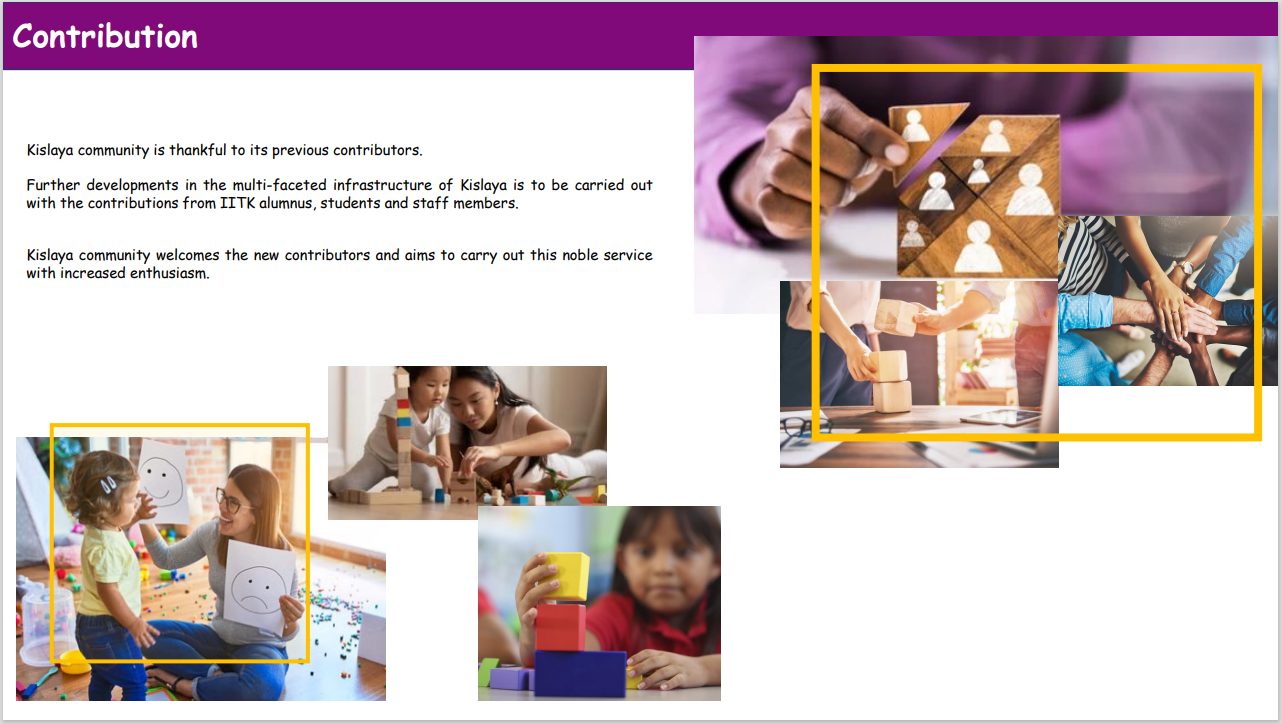 Contribution
Kislaya community is thankful to its previous contributors.
Further developments in the multi-faceted infrastructure of Kislaya is to be carried out
with the contributions from IITK alumnus, students and staff members.
Kislaya community welcomes the new contributors and aims to carry out this noble service
with increased enthusiasm.